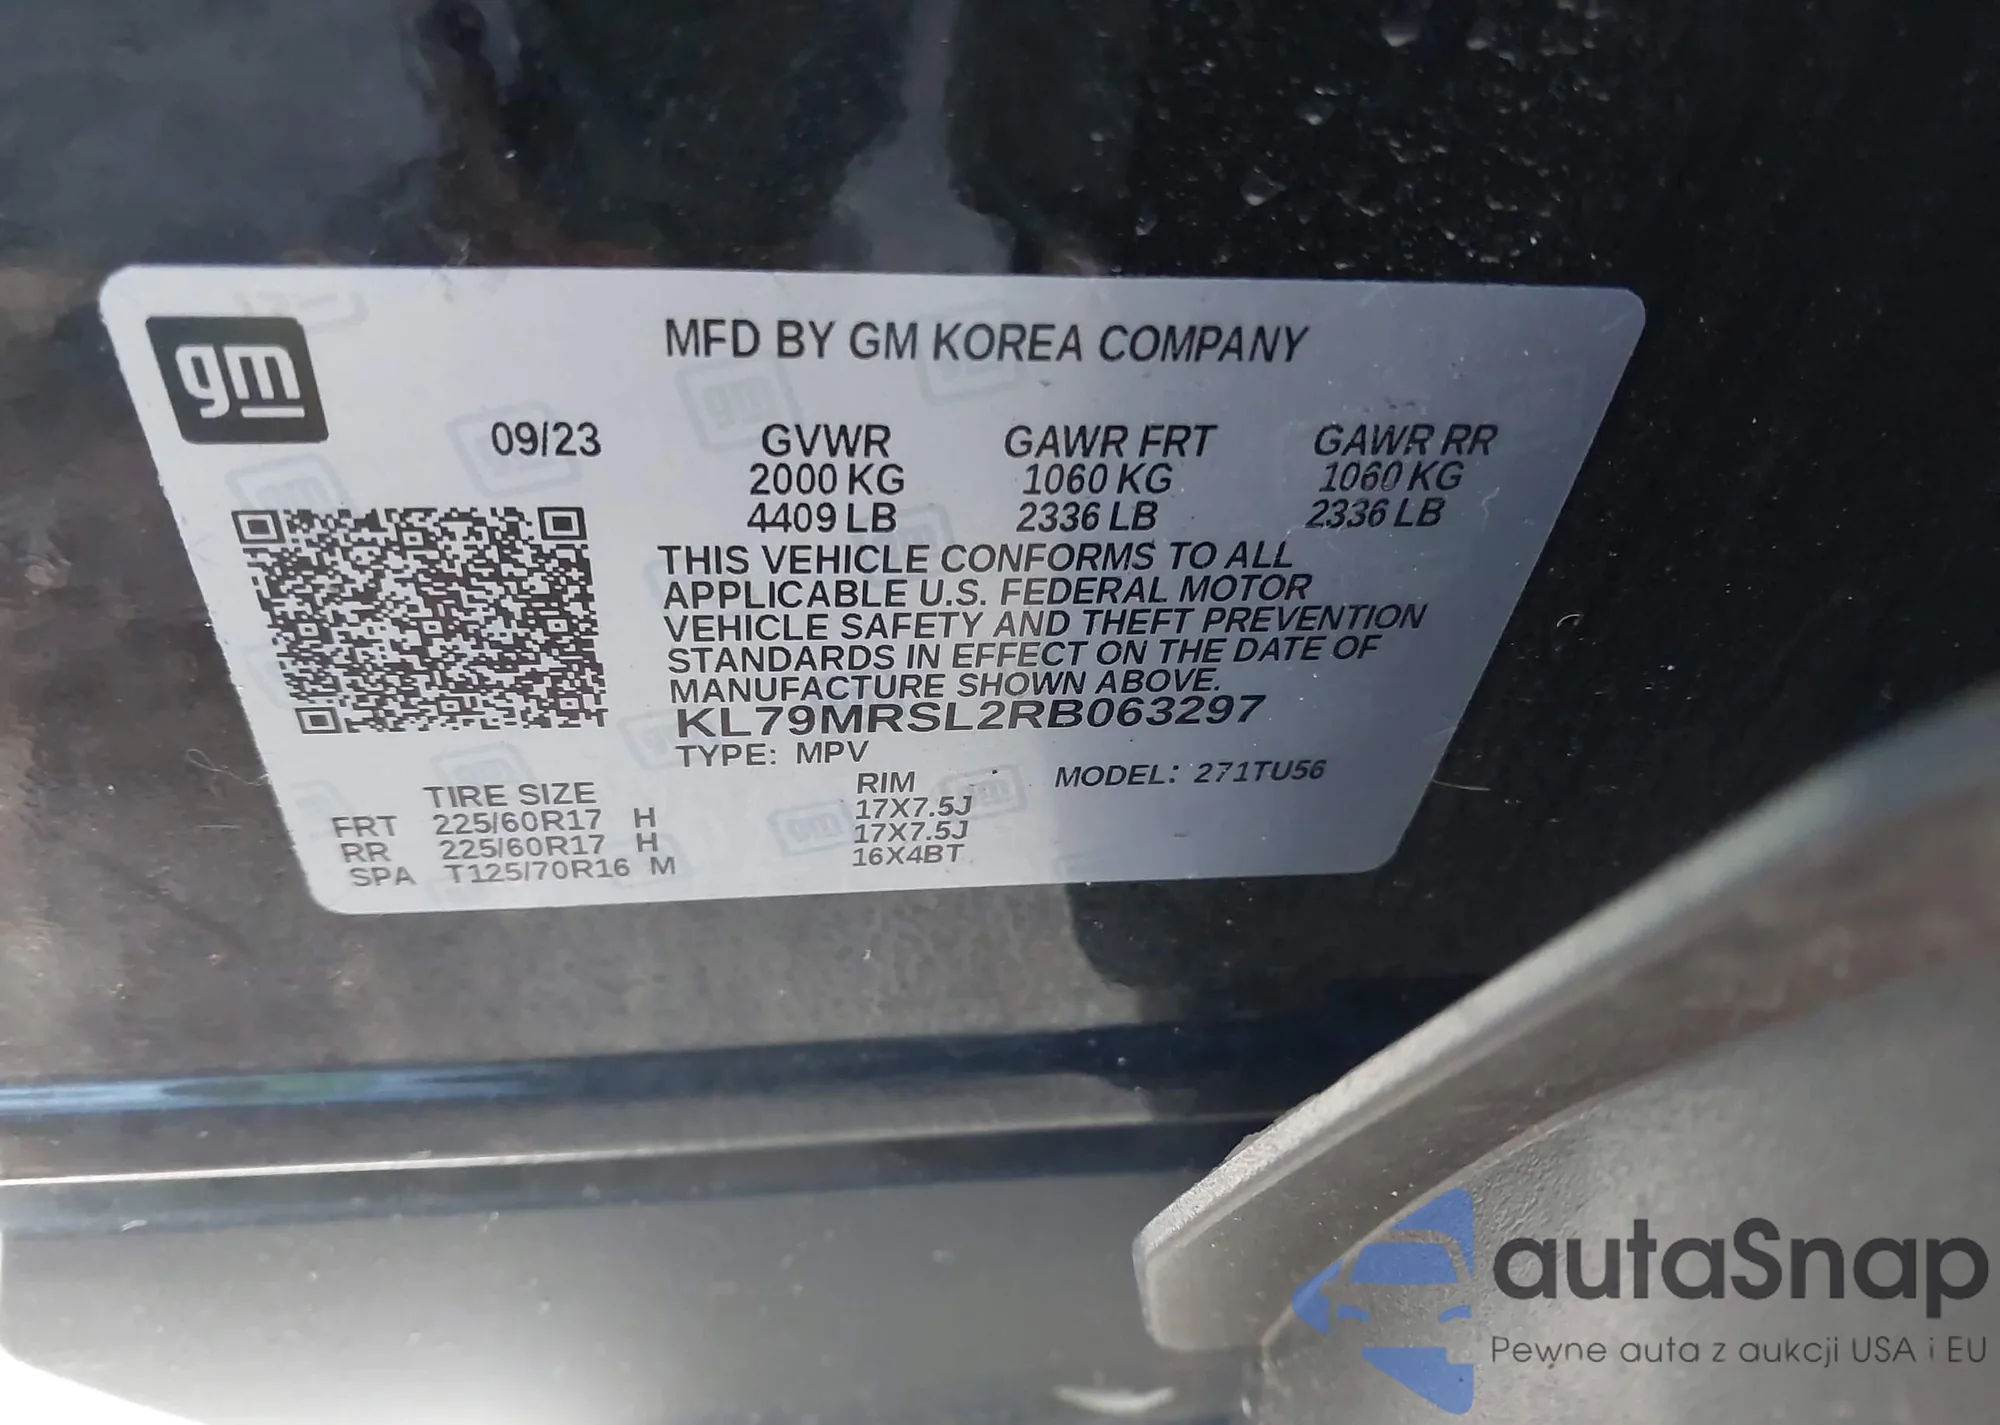 gm
MFD BY GM KOREA COMPANY
09/23 GVWR GAWR FRT GAWR RR
2000 KG 1060 KG 1060 KG
4409 LB 2336 LB 2336 LB
THIS VEHICLE CONFORMS TO ALL
APPLICABLE U.S. FEDERAL MOTOR
VEHICLE SAFETY AND THEFT PREVENTION
STANDARDS IN EFFECT ON THE DATE OF
MANUFACTURE SHOWN ABOVE.
KL79MRSL2RB063297
TYPE: MPV MODEL: 271TU56
TIRE SIZE RIM
FRT 225/60R17 H 17X7.5J
RR 225/60R17 H 17X7.5J
SPA T125/70R16 M 16X4BT
autaSnap
Pewne auta z aukcji USA i EU